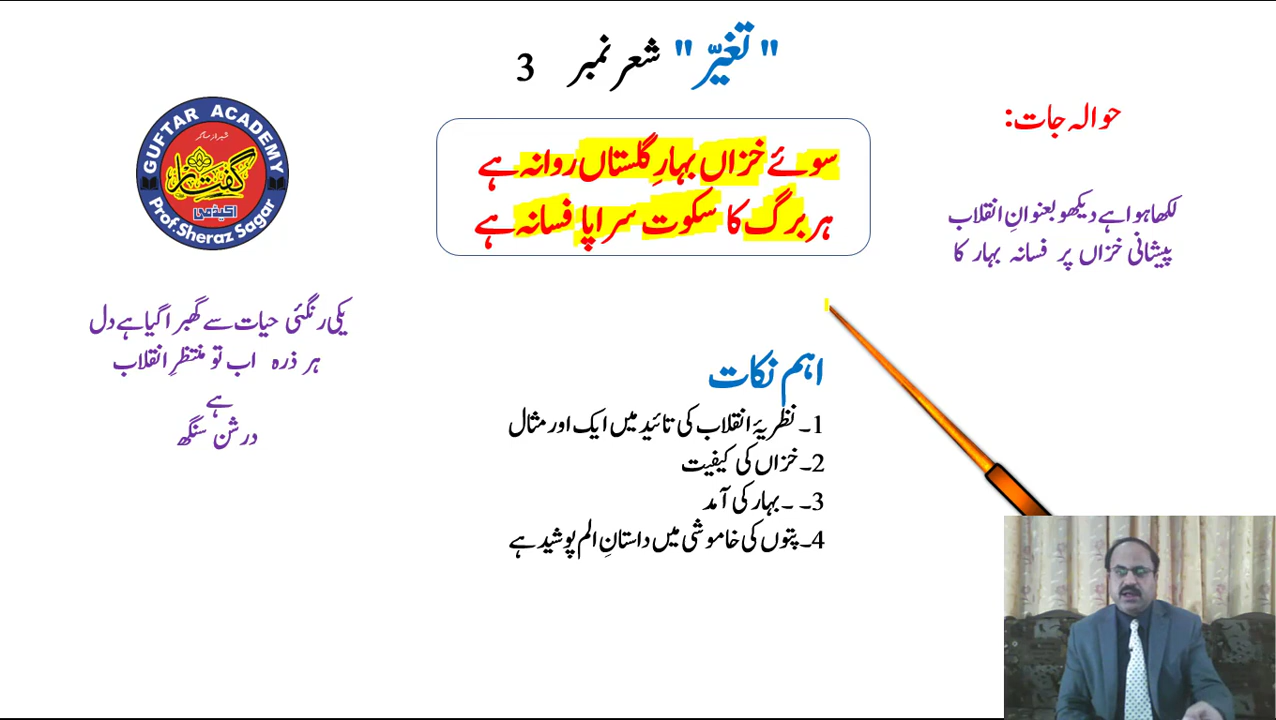 "تغیّر" شعر نمبر 3
سوئے خزاں بہارِ گلستاں روانہ ہے
ہر برگ کا سکوت سراپا فسانہ ہے
حوالہ جات:
لکھا ہوا ہے دیکھو بعنوانِ انقلاب
پیشانی خزاں پر فسانہ بہار کا
GUFTAR ACADEMY
شیراز ساگر
گفتار
اکیڈمی
Prof.Sheraz Sagar
یکی رنگئی حیات سے گھبرا گیا ہے دل
ہر ذرہ اب تو منتظرِ انقلاب
ہے
درشن سنگھ
اہم نکات
1۔ نظریۂ انقلاب کی تائید میں ایک اور مثال
2۔ خزاں کی کیفیت
3۔ ۔ بہار کی آمد
4۔ پتوں کی خاموشی میں داستانِ الم پوشید ہے